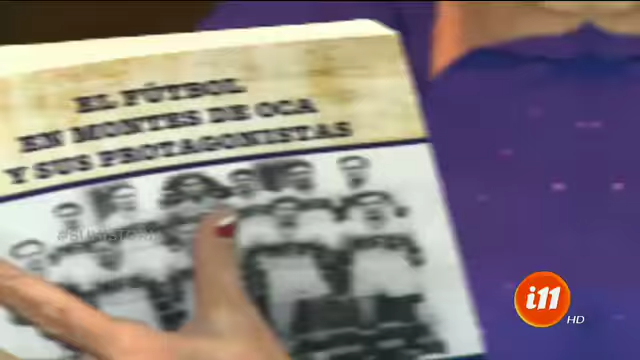 EL FÚTBOL
EN MONTES DE OCA
Y SUS PROTAGONISTAS
i11
HD